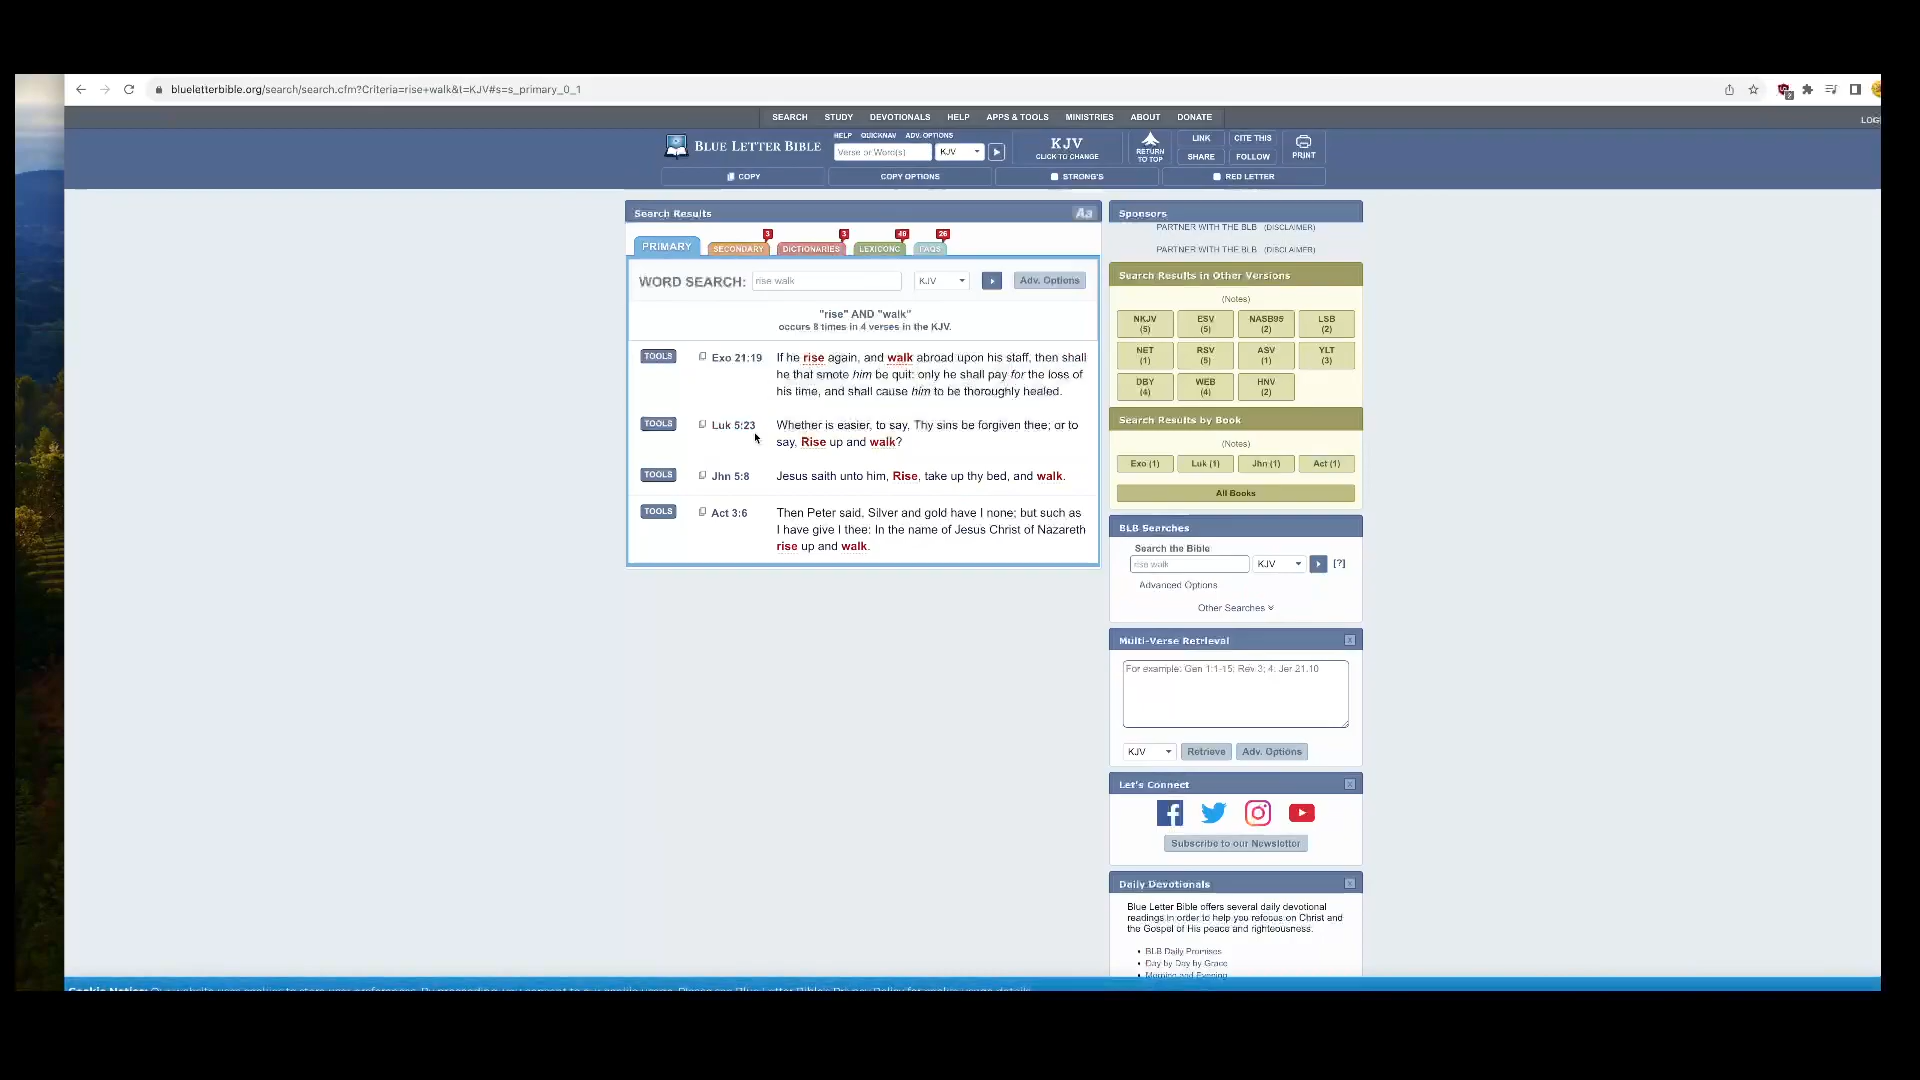 blueletterbible.org/search/search.cfm?Criteria=rise+walk&t=KJV#s=s_primary_0_1
SEARCH STUDY DEVOTIONALS HELP APPS & TOOLS MINISTRIES ABOUT DONATE
BLUE LETTER BIBLE
HELP QUICKNAV ADV. OPTIONS
Verse or Word(s) KJV
KJV
CLICK TO CHANGE
RETURN
TO TOP
LINK CITE THIS
SHARE FOLLOW
PRINT
COPY COPY OPTIONS STRONG'S RED LETTER
Search Results Aa
PRIMARY SECONDARY 3 DICTIONARIES 3 LEXICONC FAQS 26
WORD SEARCH: rise walk KJV Adv. Options
"rise" AND "walk"
occurs 8 times in 4 verses in the KJV.
TOOLS Exo 21:19 If he rise again, and walk abroad upon his staff, then shall
he that smote him be quit: only he shall pay for the loss of
his time, and shall cause him to be thoroughly healed.
TOOLS Luk 5:23 Whether is easier, to say, Thy sins be forgiven thee; or to
say, Rise up and walk?
TOOLS Jhn 5:8 Jesus saith unto him, Rise, take up thy bed, and walk.
TOOLS Act 3:6 Then Peter said, Silver and gold have I none; but such as
I have give I thee: In the name of Jesus Christ of Nazareth
rise up and walk.
Sponsors
PARTNER WITH THE BLB (DISCLAIMER)
PARTNER WITH THE BLB (DISCLAIMER)
Search Results in Other Versions
(Notes)
NKJV ESV NASB95 LSB
(5) (5) (2) (2)
NET RSV ASV YLT
(1) (5) (1) (3)
DBY WEB HNV
(4) (4) (2)
Search Results by Book
(Notes)
Exo (1) Luk (1) Jhn (1) Act (1)
All Books
BLB Searches
Search the Bible
rise walk KJV [?]
Advanced Options
Other Searches
Multi-Verse Retrieval
For example: Gen 1:1-15; Rev 3; 4; Jer 21.10
KJV Retrieve Adv. Options
Let's Connect
Subscribe to our Newsletter
Daily Devotionals
Blue Letter Bible offers several daily devotional
readings in order to help you refocus on Christ and
the Gospel of His peace and righteousness.
• BLB Daily Promises
• Day by Day by Grace
• Morning and Evening